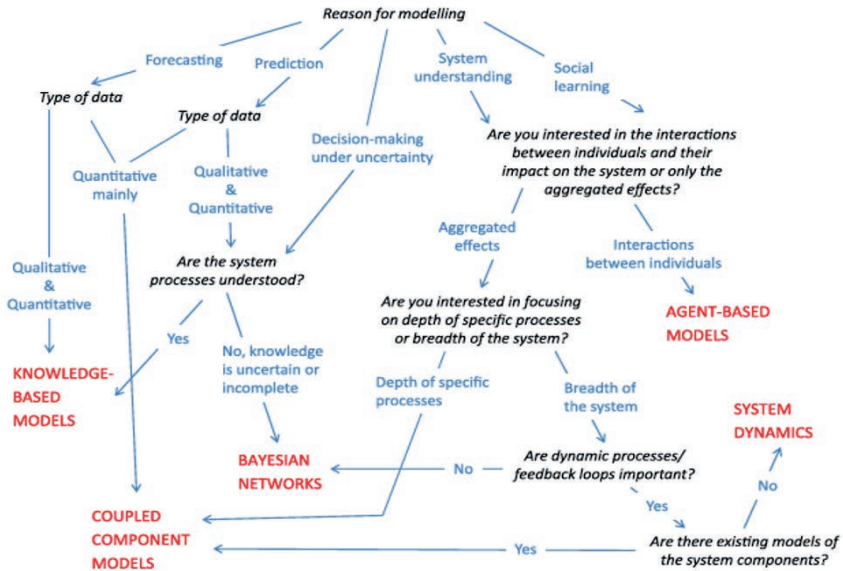 Reason for modelling
Forecasting
Prediction
System
understanding
Social
learning
Type of data
Type of data
Decision-making
under uncertainty
Are you interested in the interactions
between individuals and their
impact on the system or only the
aggregated effects?
Quantitative
mainly
Qualitative
&
Quantitative
Aggregated
effects
Interactions
between individuals
Qualitative
&
Quantitative
Are the system
processes understood?
Are you interested in focusing
on depth of specific processes
or breadth of the system?
AGENT-BASED
MODELS
Yes
No, knowledge
is uncertain or
incomplete
KNOWLEDGE-
BASED
MODELS
Depth of specific
processes
Breadth of
the system
SYSTEM
DYNAMICS
BAYESIAN
NETWORKS
No
Are dynamic processes/
feedback loops important?
No
Yes
COUPLED
COMPONENT
MODELS
Yes
Are there existing models of
the system components?